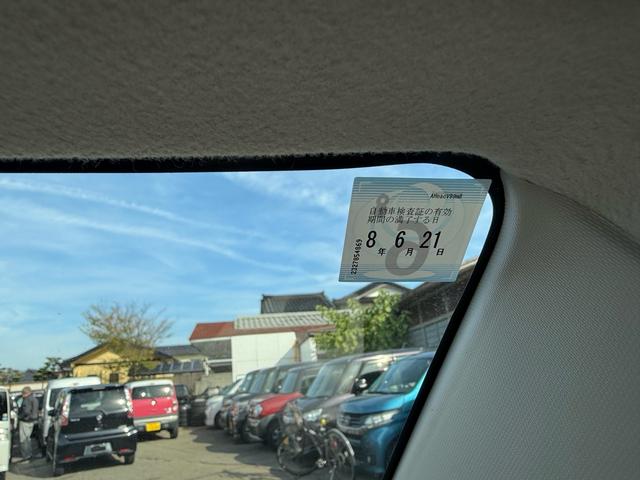 自動車検査証の有効
期間の満了する日
8 6 21
年 月 日